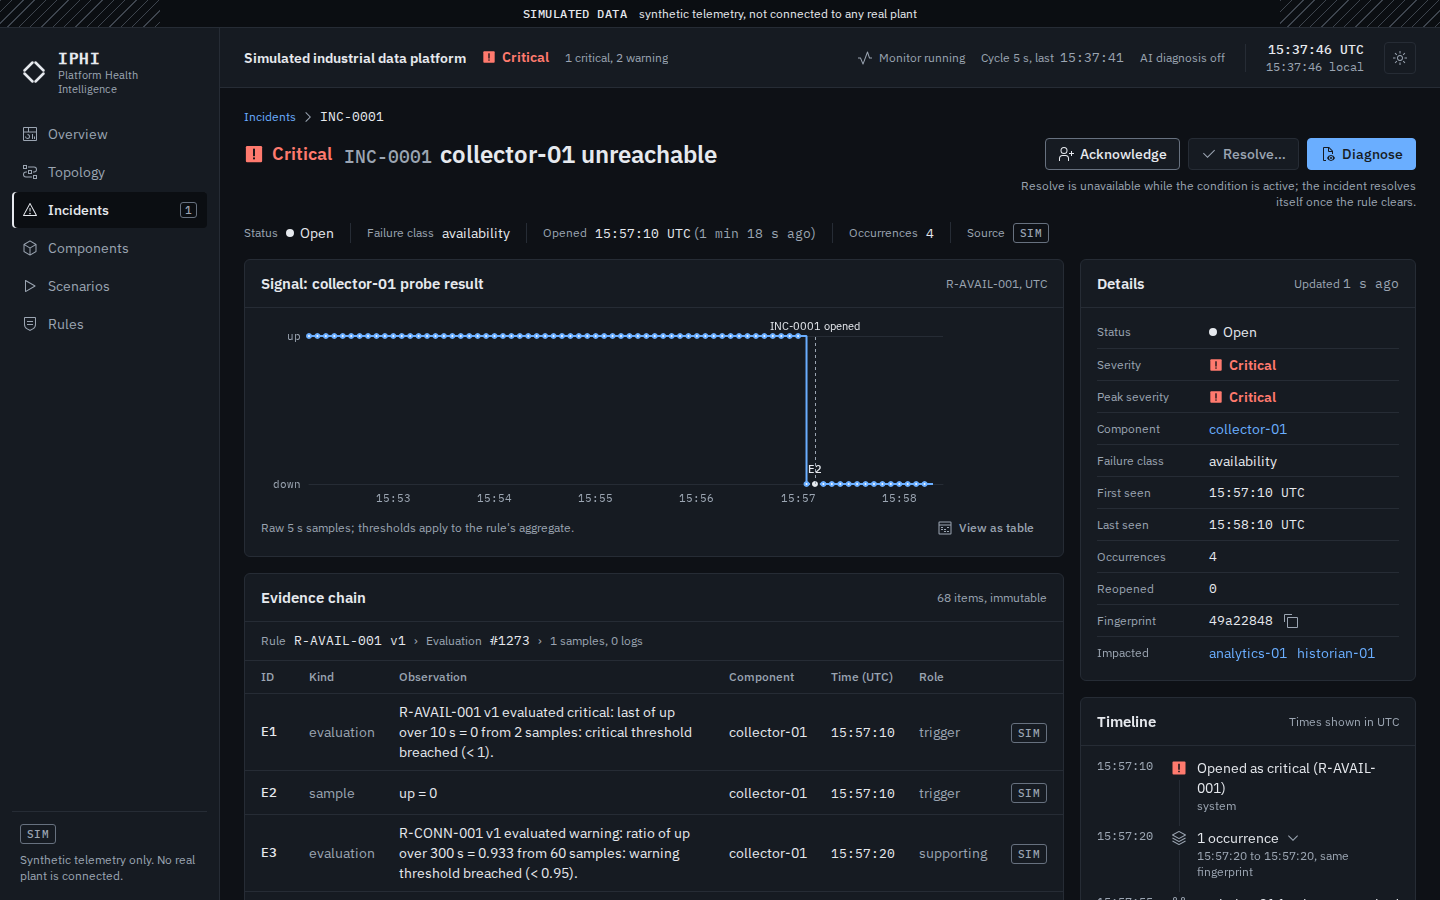 SIMULATED DATA synthetic telemetry, not connected to any real plant
IPHI
Platform Health
Intelligence
Simulated industrial data platform Critical 1 critical, 2 warning Monitor running Cycle 5 s, last 15:37:41 AI diagnosis off 15:37:46 UTC
15:37:46 local
Overview
Topology
Incidents 1
Components
Scenarios
Rules
SIM
Synthetic telemetry only. No real
plant is connected.
Incidents INC-0001
Critical INC-0001 collector-01 unreachable
Acknowledge Resolve... Diagnose
Resolve is unavailable while the condition is active; the incident resolves
itself once the rule clears.
Status Open Failure class availability Opened 15:57:10 UTC (1 min 18 s ago) Occurrences 4 Source SIM
Signal: collector-01 probe result R-AVAIL-001, UTC
INC-0001 opened
up
E2
down
15:53 15:54 15:55 15:56 15:57 15:58
Raw 5 s samples; thresholds apply to the rule's aggregate. View as table
Evidence chain 68 items, immutable
Rule R-AVAIL-001 v1 › Evaluation #1273 › 1 samples, 0 logs
ID Kind Observation Component Time (UTC) Role
E1 evaluation R-AVAIL-001 v1 evaluated critical: last of up
over 10 s = 0 from 2 samples: critical threshold
breached (< 1). collector-01 15:57:10 trigger SIM
E2 sample up = 0 collector-01 15:57:10 trigger SIM
E3 evaluation R-CONN-001 v1 evaluated warning: ratio of up
over 300 s = 0.933 from 60 samples: warning
threshold breached (< 0.95). collector-01 15:57:20 supporting SIM
Details Updated 1 s ago
Status Open
Severity Critical
Peak severity Critical
Component collector-01
Failure class availability
First seen 15:57:10 UTC
Last seen 15:58:10 UTC
Occurrences 4
Reopened 0
Fingerprint 49a22848
Impacted analytics-01 historian-01
Timeline Times shown in UTC
15:57:10 Opened as critical (R-AVAIL-
001)
system
15:57:20 1 occurrence
15:57:20 to 15:57:20, same
fingerprint